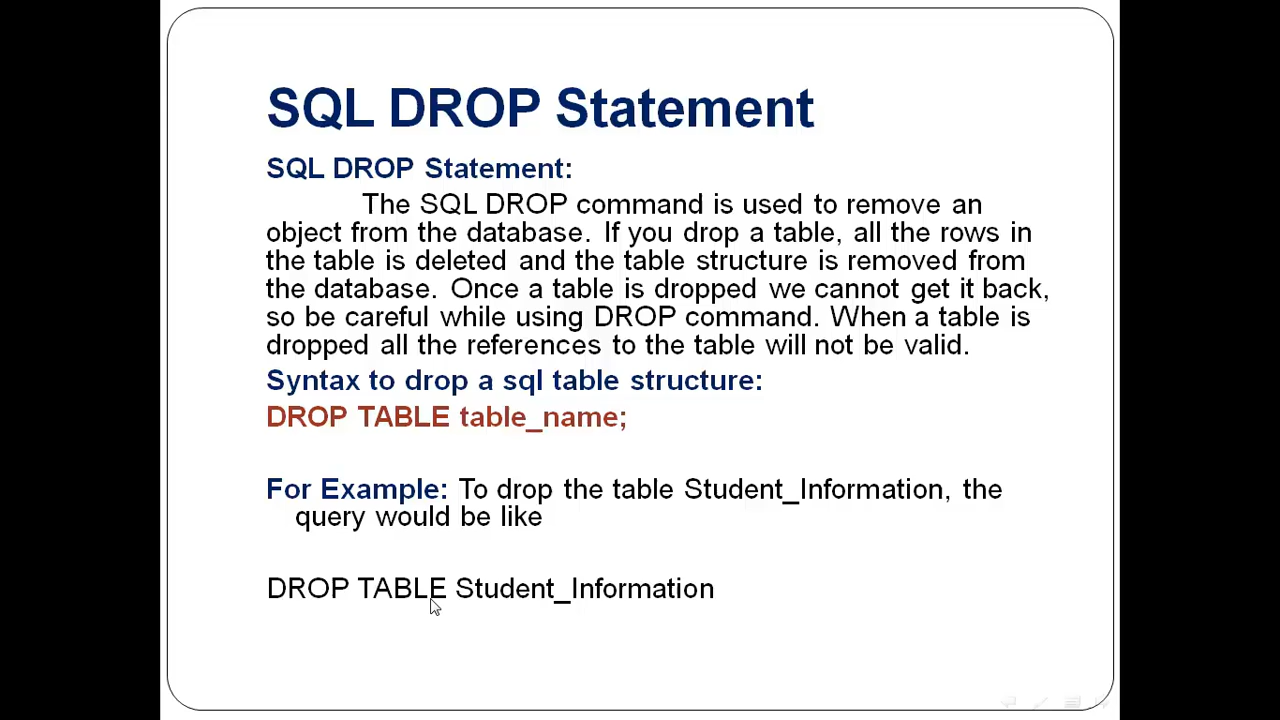 SQL DROP Statement
SQL DROP Statement:
The SQL DROP command is used to remove an
object from the database. If you drop a table, all the rows in
the table is deleted and the table structure is removed from
the database. Once a table is dropped we cannot get it back,
so be careful while using DROP command. When a table is
dropped all the references to the table will not be valid.
Syntax to drop a sql table structure:
DROP TABLE table_name;
For Example: To drop the table Student_Information, the
query would be like
DROP TABLE Student_Information